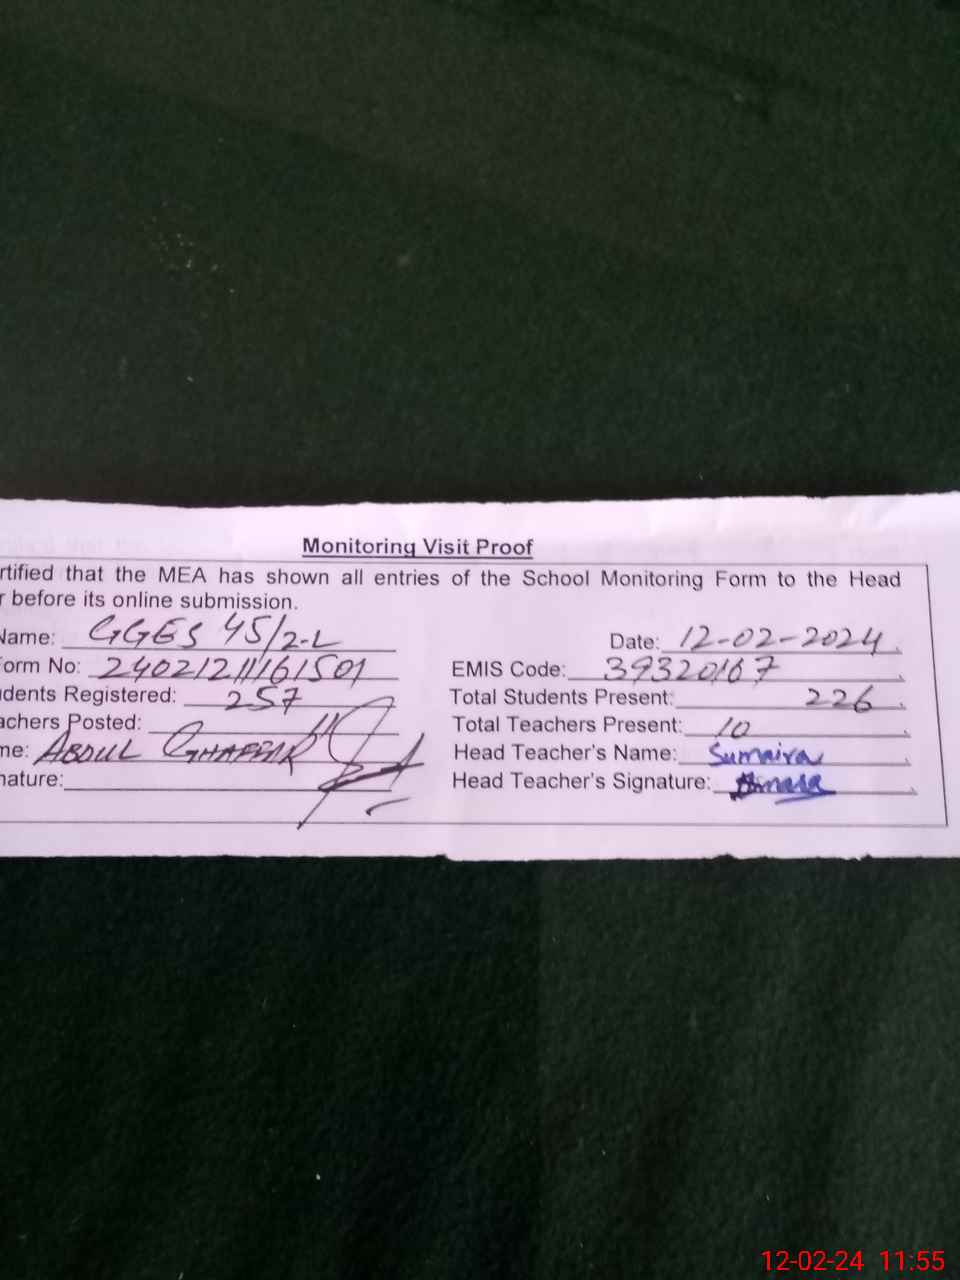 Monitoring Visit Proof
rtified that the MEA has shown all entries of the School Monitoring Form to the Head
r before its online submission.
Name: GGES 45/2-L Date: 12-02-2024
orm No: 24021211161501 EMIS Code: 39320167
dents Registered: 257 Total Students Present: 226
achers Posted: 11 Total Teachers Present: 10
me: ABDUL GHAFFAR Head Teacher's Name: Sumaira
nature: Head Teacher's Signature:
12-02-24 11:55